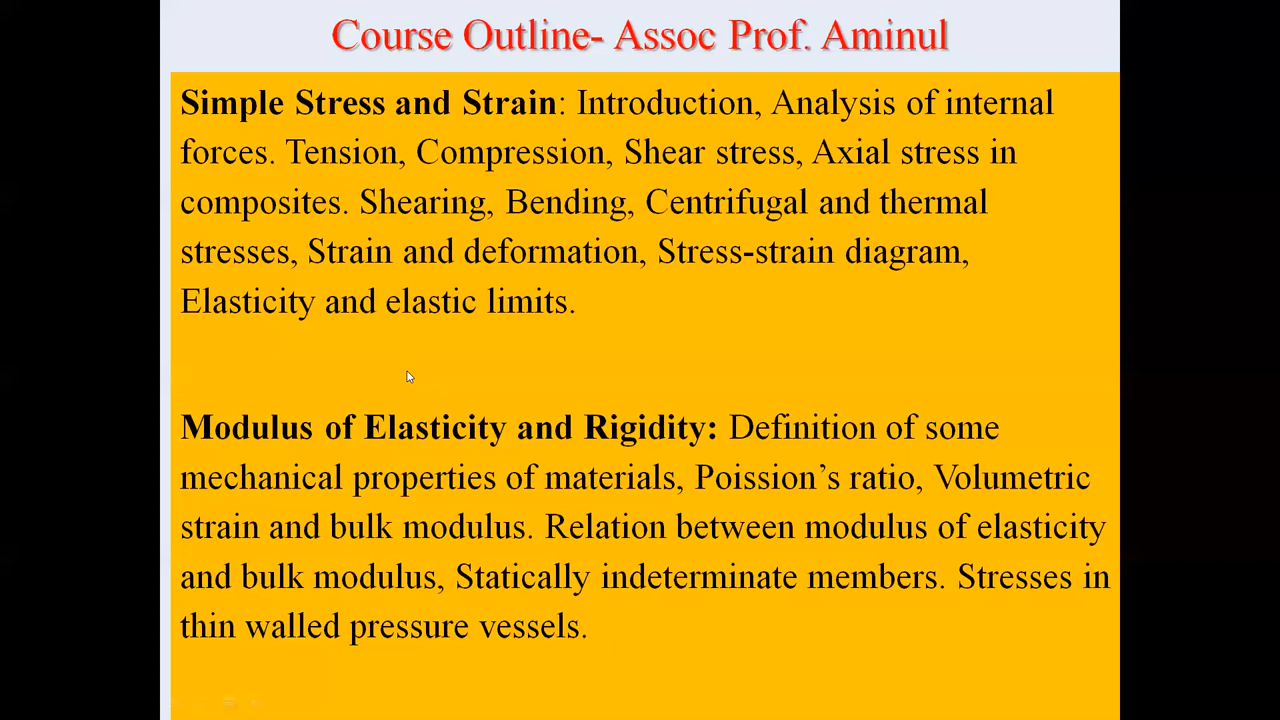 Course Outline- Assoc Prof. Aminul
Simple Stress and Strain: Introduction, Analysis of internal
forces. Tension, Compression, Shear stress, Axial stress in
composites. Shearing, Bending, Centrifugal and thermal
stresses, Strain and deformation, Stress-strain diagram,
Elasticity and elastic limits.
Modulus of Elasticity and Rigidity: Definition of some
mechanical properties of materials, Poission’s ratio, Volumetric
strain and bulk modulus. Relation between modulus of elasticity
and bulk modulus, Statically indeterminate members. Stresses in
thin walled pressure vessels.